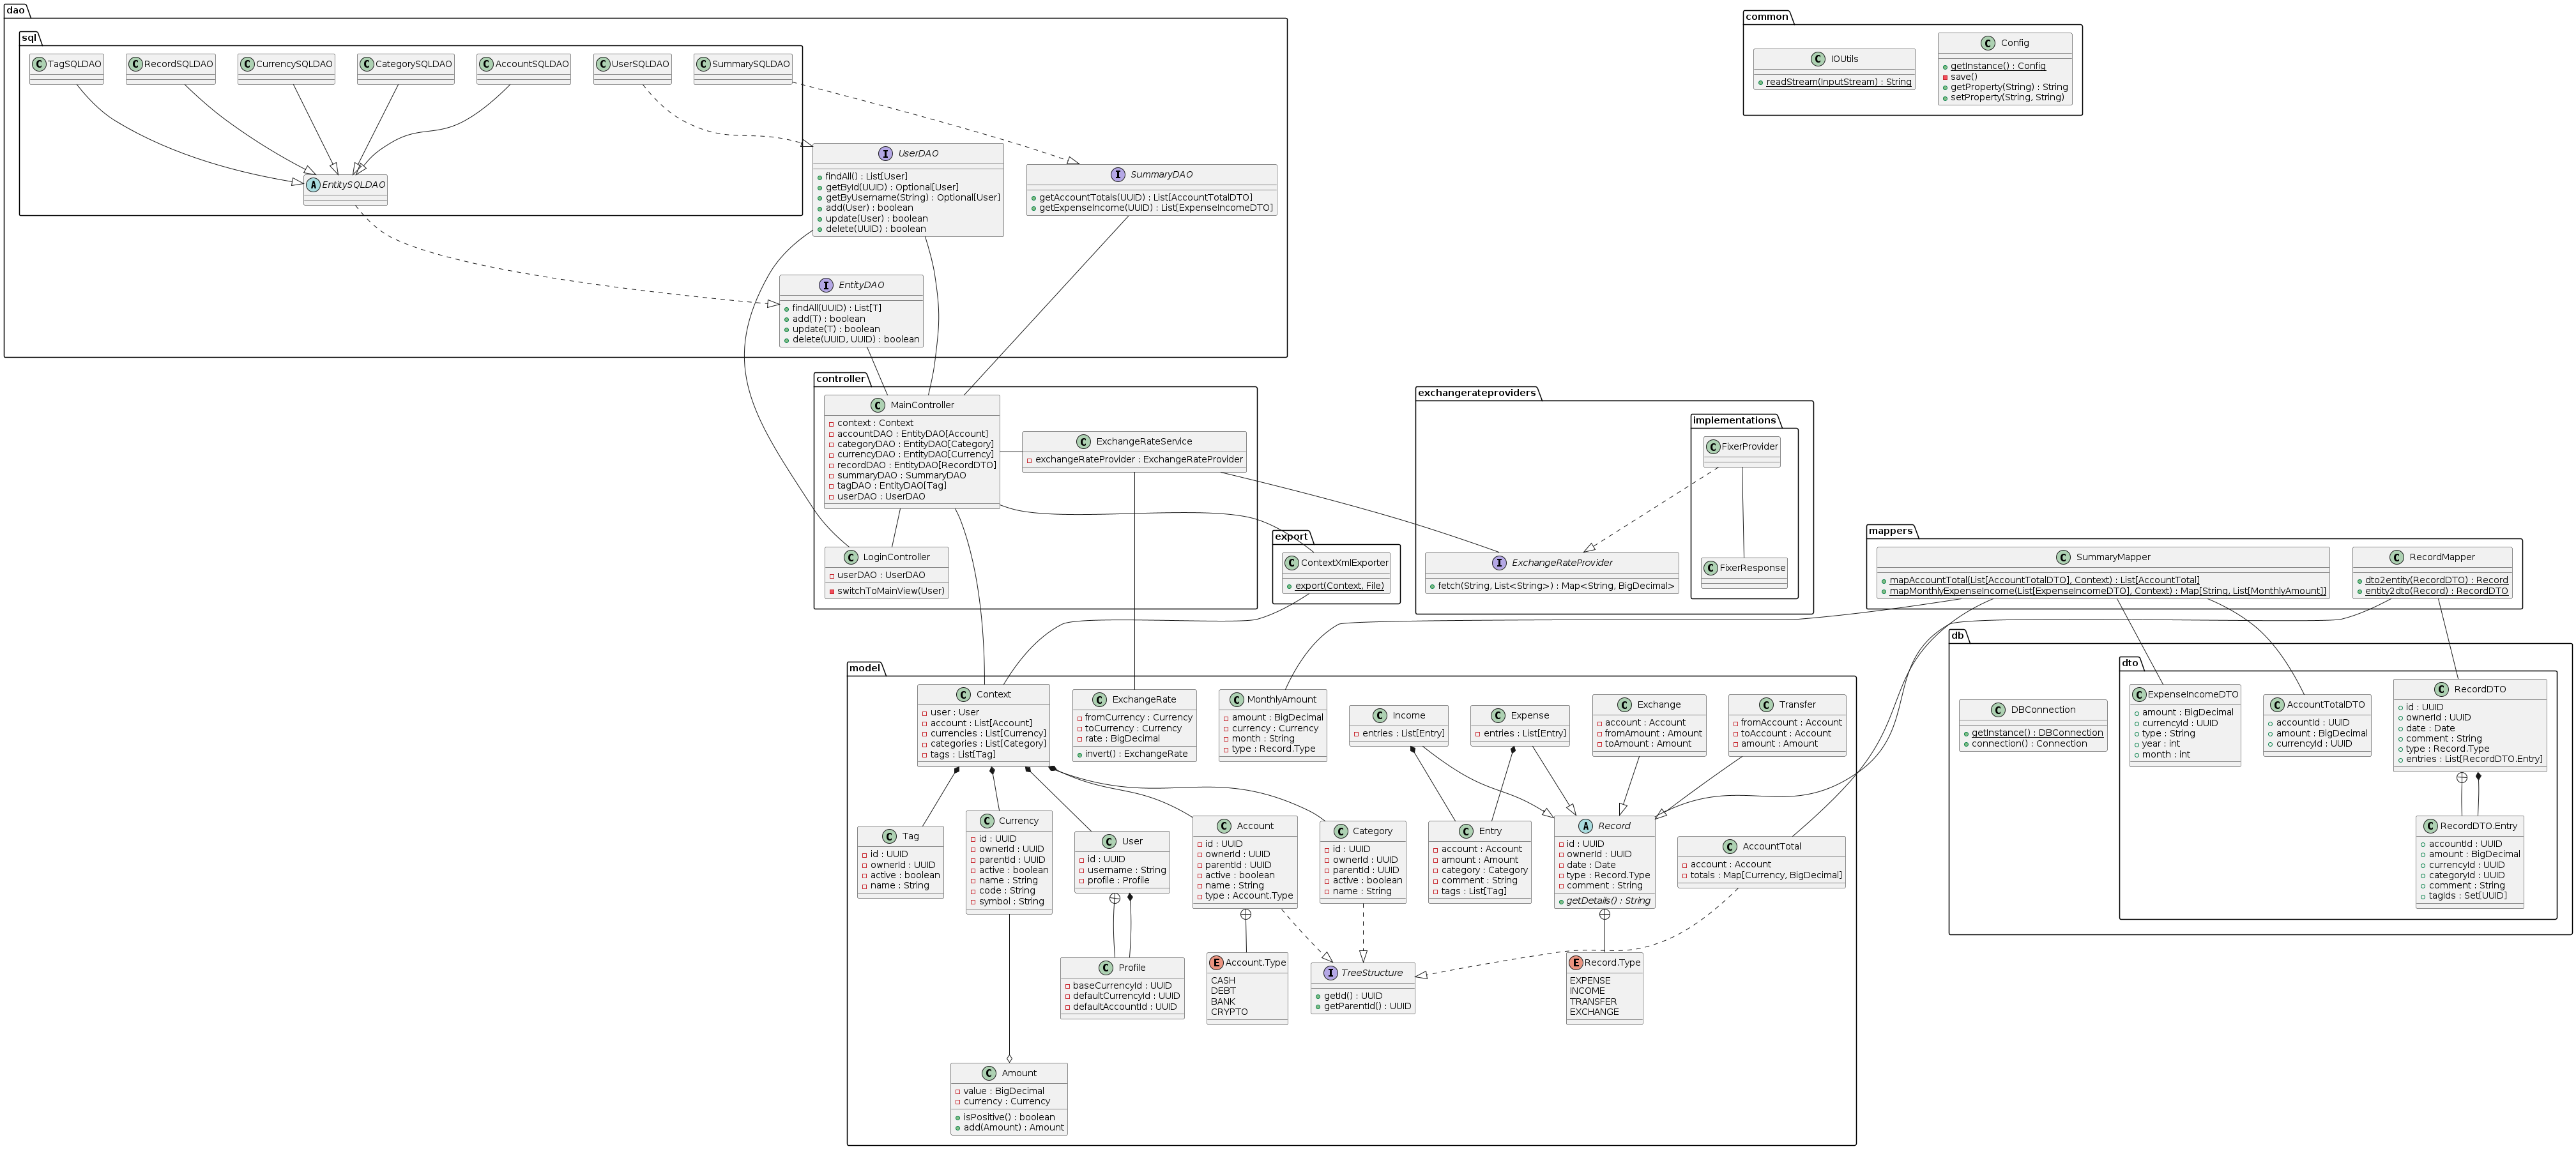 dao
sql
TagSQLDAO
RecordSQLDAO
CurrencySQLDAO
CategorySQLDAO
AccountSQLDAO
UserSQLDAO
SummarySQLDAO
EntitySQLDAO
UserDAO
findAll() : List[User]
getById(UUID) : Optional[User]
getByUsername(String) : Optional[User]
add(User) : boolean
update(User) : boolean
delete(UUID) : boolean
SummaryDAO
getAccountTotals(UUID) : List[AccountTotalDTO]
getExpenseIncome(UUID) : List[ExpenseIncomeDTO]
EntityDAO
findAll(UUID) : List[T]
add(T) : boolean
update(T) : boolean
delete(UUID, UUID) : boolean
common
IOUtils
readStream(InputStream) : String
Config
getInstance() : Config
save()
getProperty(String) : String
setProperty(String, String)
controller
MainController
context : Context
accountDAO : EntityDAO[Account]
categoryDAO : EntityDAO[Category]
currencyDAO : EntityDAO[Currency]
recordDAO : EntityDAO[RecordDTO]
summaryDAO : SummaryDAO
tagDAO : EntityDAO[Tag]
userDAO : UserDAO
ExchangeRateService
exchangeRateProvider : ExchangeRateProvider
LoginController
userDAO : UserDAO
switchToMainView(User)
export
ContextXmlExporter
export(Context, File)
exchangerateproviders
implementations
FixerProvider
FixerResponse
ExchangeRateProvider
fetch(String, List<String>) : Map<String, BigDecimal>
mappers
SummaryMapper
mapAccountTotal(List[AccountTotalDTO], Context) : List[AccountTotal]
mapMonthlyExpenseIncome(List[ExpenseIncomeDTO], Context) : Map[String, List[MonthlyAmount]]
RecordMapper
dto2entity(RecordDTO) : Record
entity2dto(Record) : RecordDTO
db
DBConnection
getInstance() : DBConnection
connection() : Connection
dto
ExpenseIncomeDTO
amount : BigDecimal
currencyId : UUID
type : String
year : int
month : int
AccountTotalDTO
accountId : UUID
amount : BigDecimal
currencyId : UUID
RecordDTO
id : UUID
ownerId : UUID
date : Date
comment : String
type : Record.Type
entries : List[RecordDTO.Entry]
RecordDTO.Entry
accountId : UUID
amount : BigDecimal
currencyId : UUID
categoryId : UUID
comment : String
tagIds : Set[UUID]
model
Context
user : User
account : List[Account]
currencies : List[Currency]
categories : List[Category]
tags : List[Tag]
ExchangeRate
fromCurrency : Currency
toCurrency : Currency
rate : BigDecimal
invert() : ExchangeRate
MonthlyAmount
amount : BigDecimal
currency : Currency
month : String
type : Record.Type
Income
entries : List[Entry]
Expense
entries : List[Entry]
Exchange
account : Account
fromAmount : Amount
toAmount : Amount
Transfer
fromAccount : Account
toAccount : Account
amount : Amount
Tag
id : UUID
ownerId : UUID
active : boolean
name : String
Currency
id : UUID
ownerId : UUID
parentId : UUID
active : boolean
name : String
code : String
symbol : String
User
id : UUID
username : String
profile : Profile
Account
id : UUID
ownerId : UUID
parentId : UUID
active : boolean
name : String
type : Account.Type
Category
id : UUID
ownerId : UUID
parentId : UUID
active : boolean
name : String
Entry
account : Account
amount : Amount
category : Category
comment : String
tags : List[Tag]
Record
id : UUID
ownerId : UUID
date : Date
type : Record.Type
comment : String
getDetails() : String
AccountTotal
account : Account
totals : Map[Currency, BigDecimal]
Profile
baseCurrencyId : UUID
defaultCurrencyId : UUID
defaultAccountId : UUID
Account.Type
CASH
DEBT
BANK
CRYPTO
TreeStructure
getId() : UUID
getParentId() : UUID
Record.Type
EXPENSE
INCOME
TRANSFER
EXCHANGE
Amount
value : BigDecimal
currency : Currency
isPositive() : boolean
add(Amount) : Amount